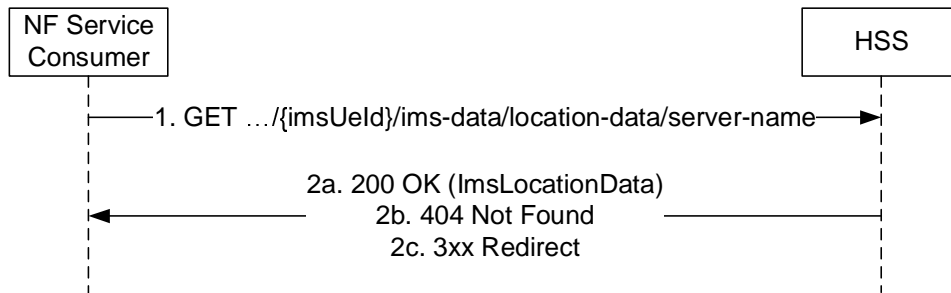 NF Service
Consumer
HSS
1. GET …/{imsUeId}/ims-data/location-data/server-name
2a. 200 OK (ImsLocationData)
2b. 404 Not Found
2c. 3xx Redirect